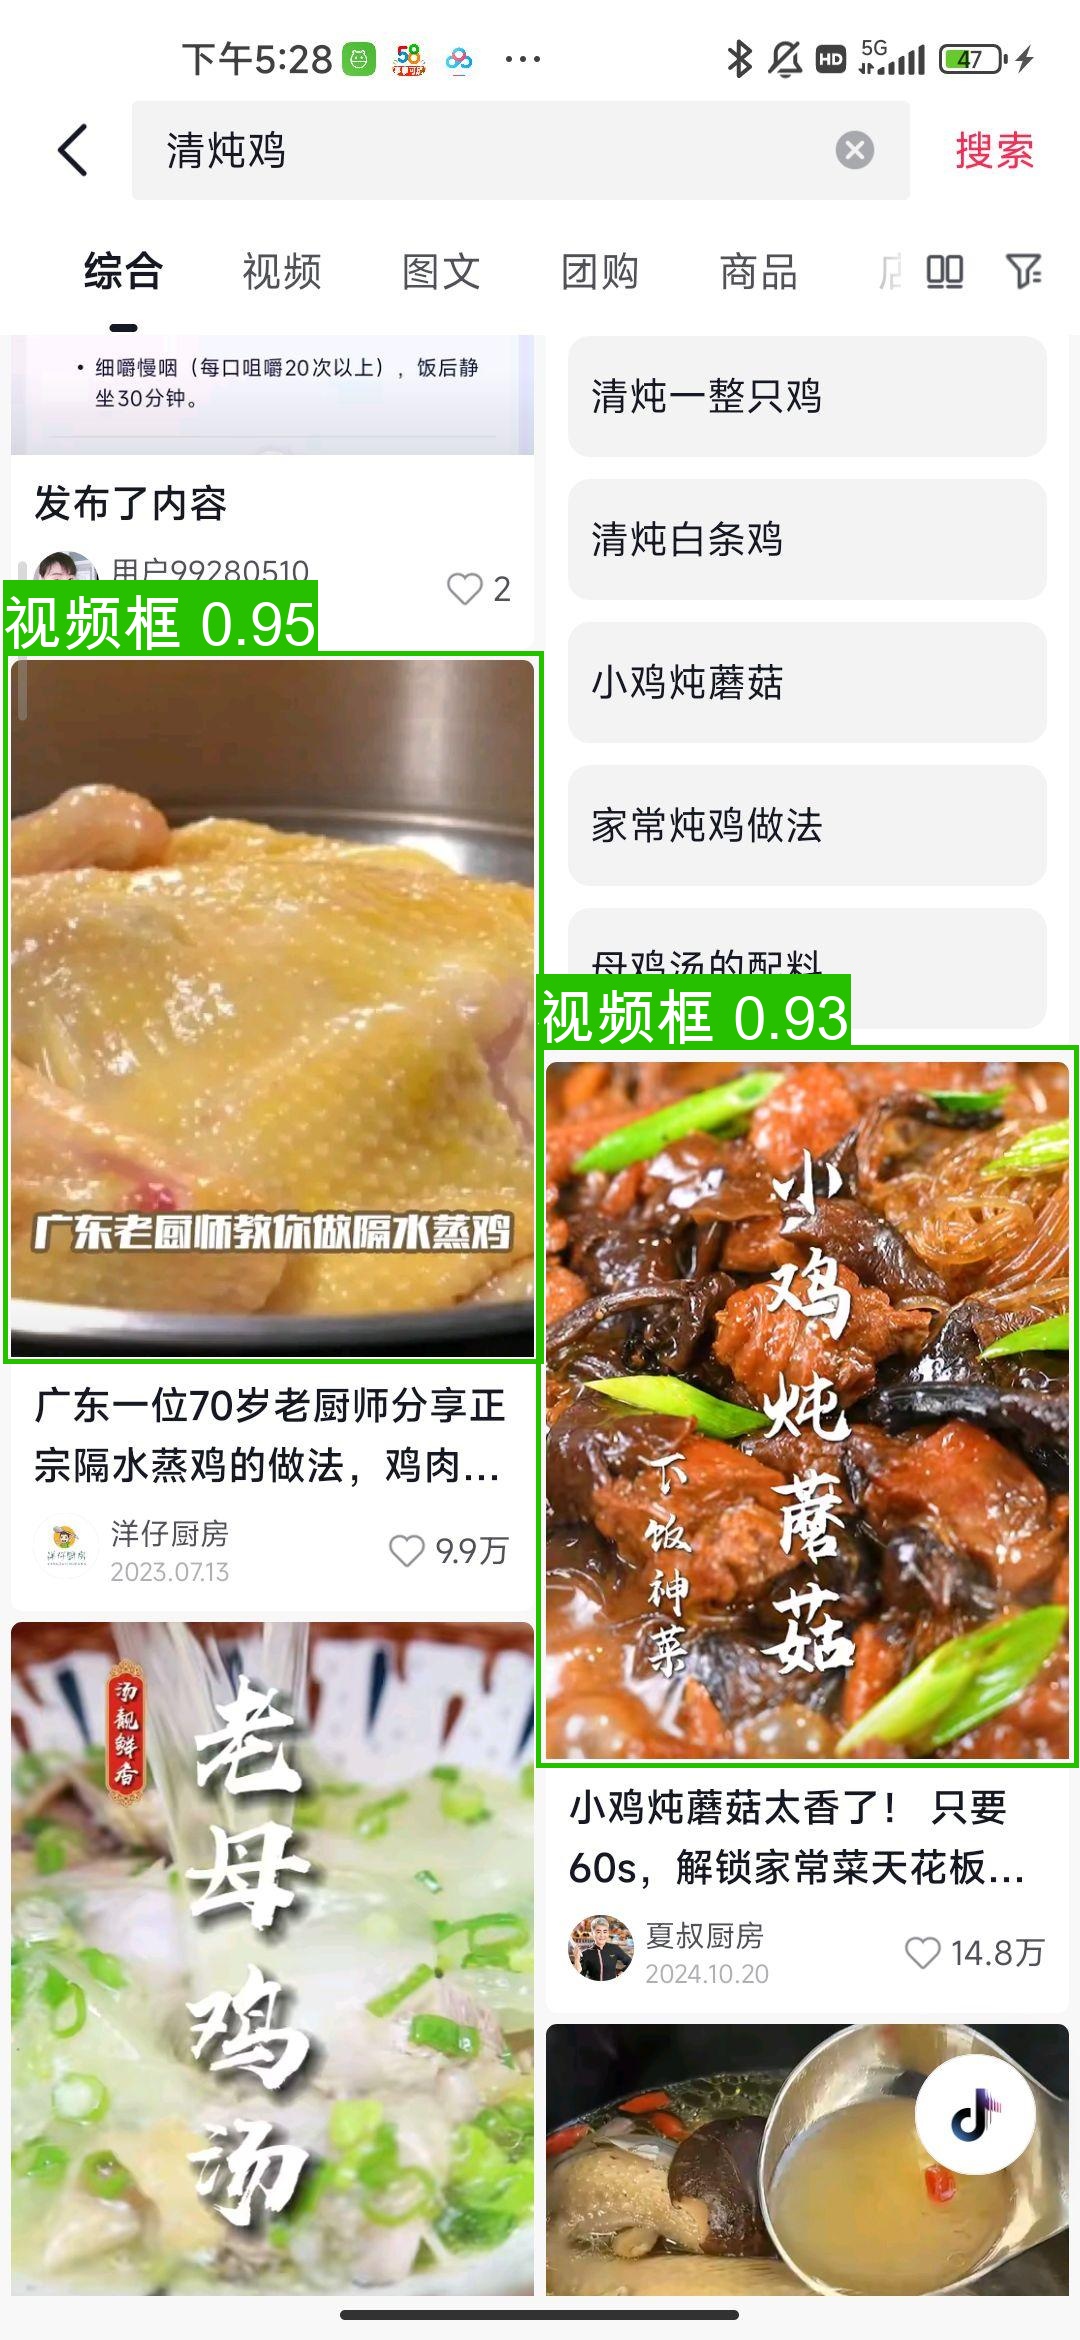 下午5:28
58
HD
5G
47
清炖鸡
搜索
综合
视频
图文
团购
商品
• 细嚼慢咽（每口咀嚼20次以上），饭后静
坐30分钟。
发布了内容
用户99280510
2
视频框 0.95
广东老厨师教你做隔水蒸鸡
广东一位70岁老厨师分享正
宗隔水蒸鸡的做法，鸡肉...
洋仔厨房
洋仔厨房
2023.07.13
9.9万
汤靓鲜香
老母鸡汤
清炖一整只鸡
清炖白条鸡
小鸡炖蘑菇
家常炖鸡做法
母鸡汤的配料
视频框 0.93
小鸡炖蘑菇
下饭神菜
小鸡炖蘑菇太香了！ 只要
60s，解锁家常菜天花板...
夏叔厨房
2024.10.20
14.8万